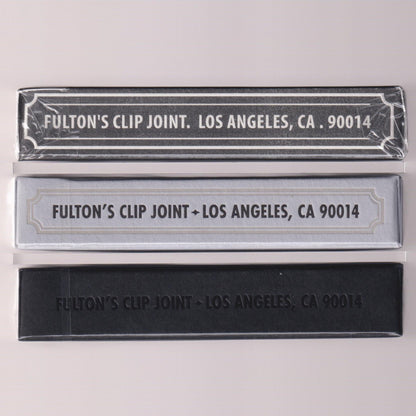 FULTON'S CLIP JOINT. LOS ANGELES, CA . 90014
FULTON'S CLIP JOINT✦LOS ANGELES, CA 90014
FULTON'S CLIP JOINT✦LOS ANGELES, CA 90014